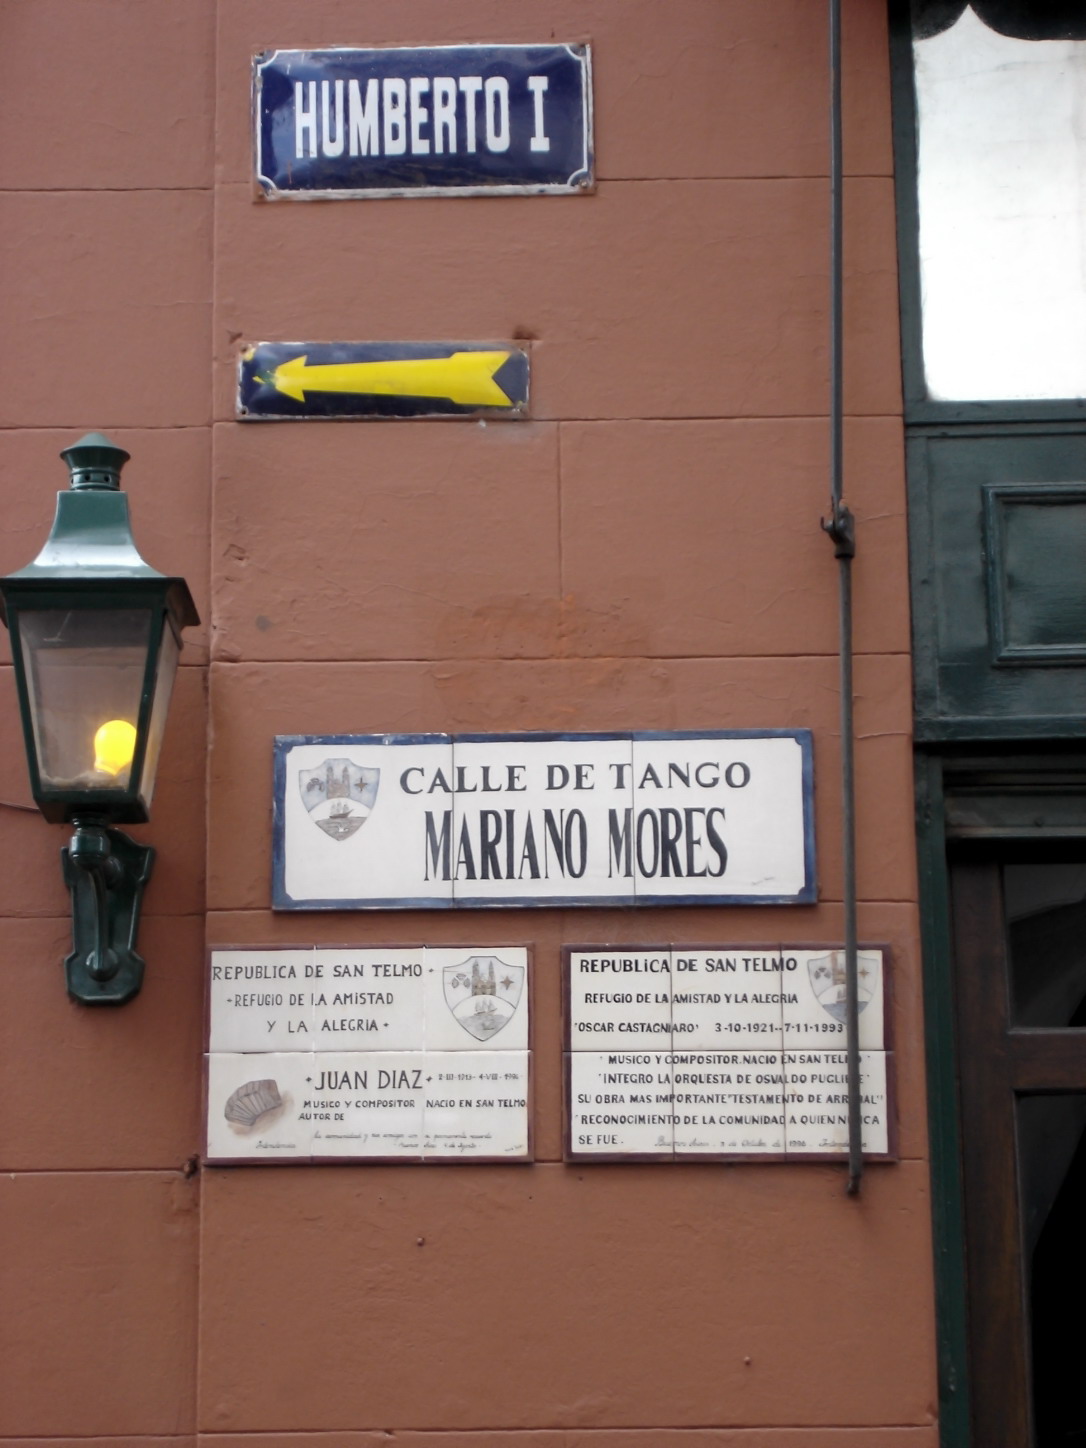 HUMBERTO I
CALLE DE TANGO
MARIANO MORES
REPUBLICA DE SAN TELMO
REFUGIO DE LA AMISTAD
Y LA ALEGRIA
JUAN DIAZ
MUSICO Y COMPOSITOR NACIO EN SAN TELMO
AUTOR DE
REPUBLICA DE SAN TELMO
REFUGIO DE LA AMISTAD Y LA ALEGRIA
"OSCAR CASTAGNIARO" 3-10-1921--7-11-1993
"MUSICO Y COMPOSITOR.NACIO EN SAN TELMO"
"INTEGRO LA ORQUESTA DE OSVALDO PUGLIESE"
SU OBRA MAS IMPORTANTE "TESTAMENTO DE ARRABAL"
"RECONOCIMIENTO DE LA COMUNIDAD A QUIEN NUNCA
SE FUE.